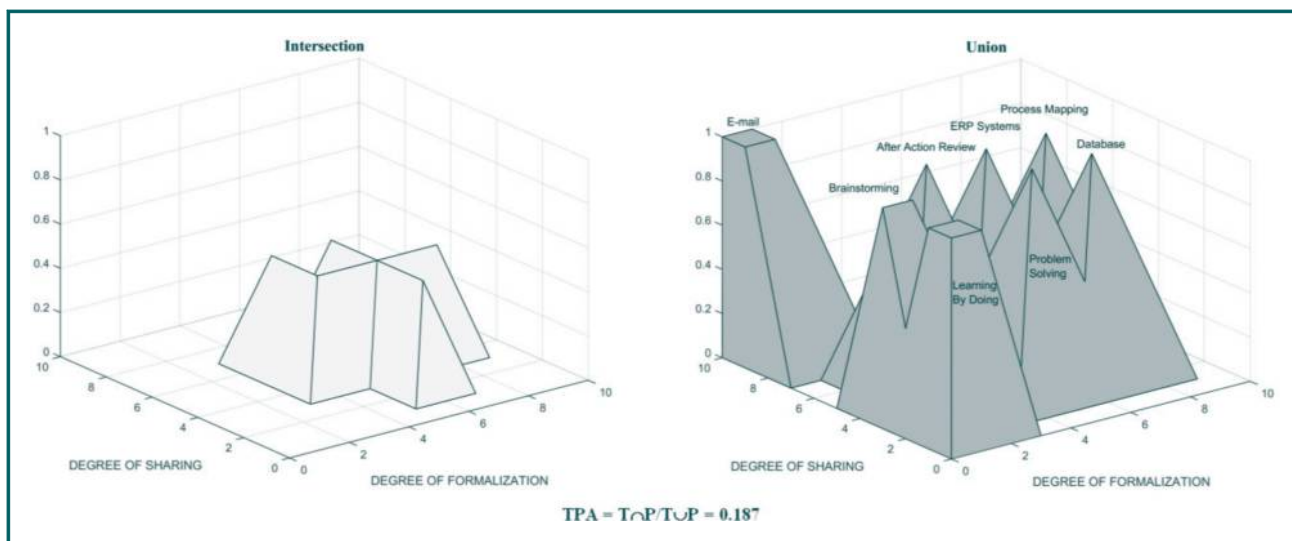 Intersection
1
0.8
0.6
0.4
0.2
0
10
8
6
4
2
0
0
2
4
6
8
10
DEGREE OF SHARING
DEGREE OF FORMALIZATION
Union
E-mail
Brainstorming
After Action Review
ERP Systems
Process Mapping
Database
Problem
Solving
Learning
By Doing
1
0.8
0.6
0.4
0.2
0
10
8
6
4
2
0
0
2
4
6
8
10
DEGREE OF SHARING
DEGREE OF FORMALIZATION
TPA = T∩P/T∪P = 0.187